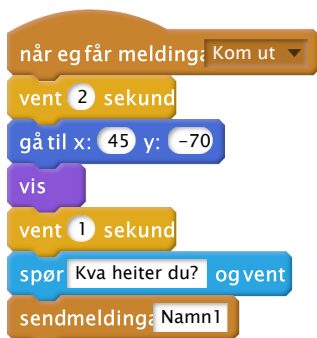 når eg får meldinga Kom ut
vent 2 sekund
gå til x: 45 y: -70
vis
vent 1 sekund
spør Kva heiter du? og vent
sendmeldinga Namn1